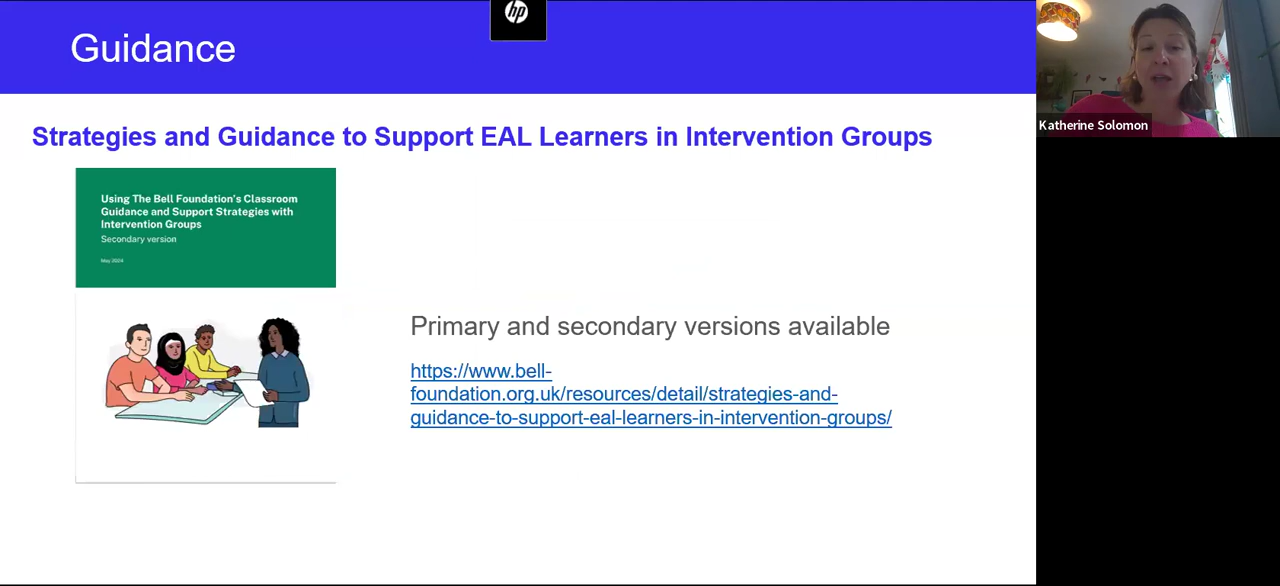 hp
Guidance
Katherine Solomon
Strategies and Guidance to Support EAL Learners in Intervention Groups
Using The Bell Foundation's Classroom
Guidance and Support Strategies with
Intervention Groups
Secondary version
May 2024
Primary and secondary versions available
https://www.bell-
foundation.org.uk/resources/detail/strategies-and-
guidance-to-support-eal-learners-in-intervention-groups/